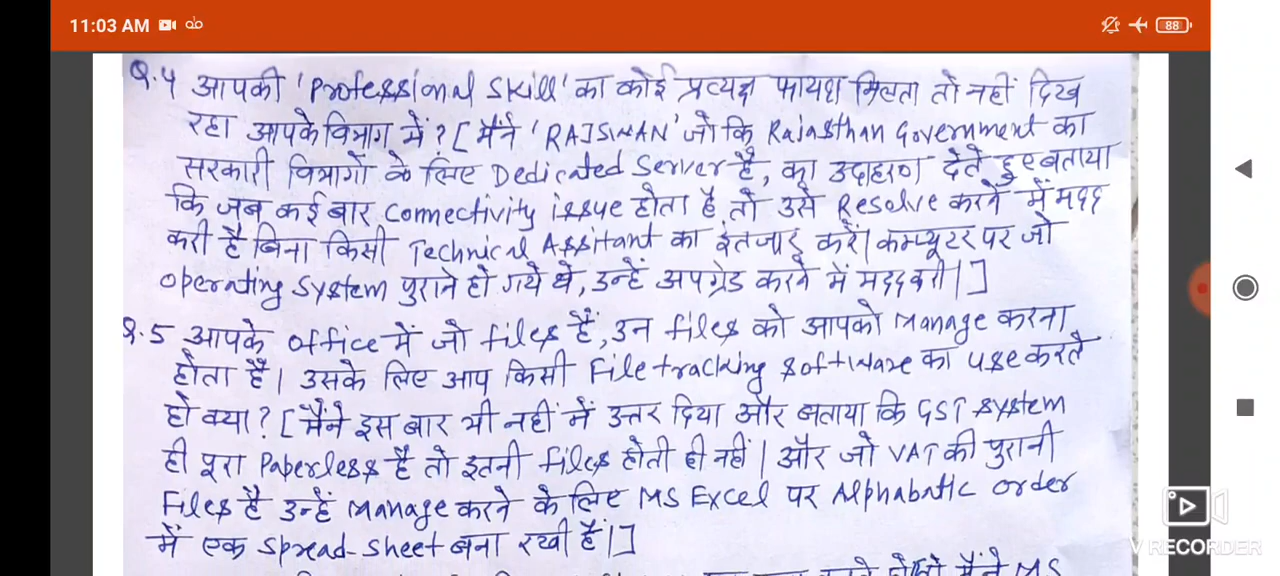 11:03 AM
88
Q.4 आपकी 'Professional Skill' का कोई प्रत्यक्ष फायदा मिलता तो नहीं दिख
रहा आपके विभाग में? [ मैंने 'RAJSWAN' जो कि Rajasthan Government का
सरकारी विभागों के लिए Dedicated Server है, का उदाहरण देते हुए बताया
कि जब कई बार Connectivity issue होता है तो उसे Resolve करने में मदद
करी है बिना किसी Technical Assitant का इंतजार करें। कम्प्यूटर पर जो
Operating System पुराने हो गये थे, उन्हें अपग्रेड करने में मदद करी।]
Q.5 आपके office में जो files हैं, उन files को आपको Manage करना
होता है। उसके लिए आप किसी File tracking software का use करते
हो क्या? [ मैंने इस बार भी नहीं में उत्तर दिया और बताया कि GST system
ही पूरा Paperless है तो इतनी files होती ही नहीं। और जो VAT की पुरानी
Files है उन्हें Manage करने के लिए MS Excel पर Alphabatic order
में एक Spread-Sheet बना रखी है।]
मैंने MS
V RECORDER